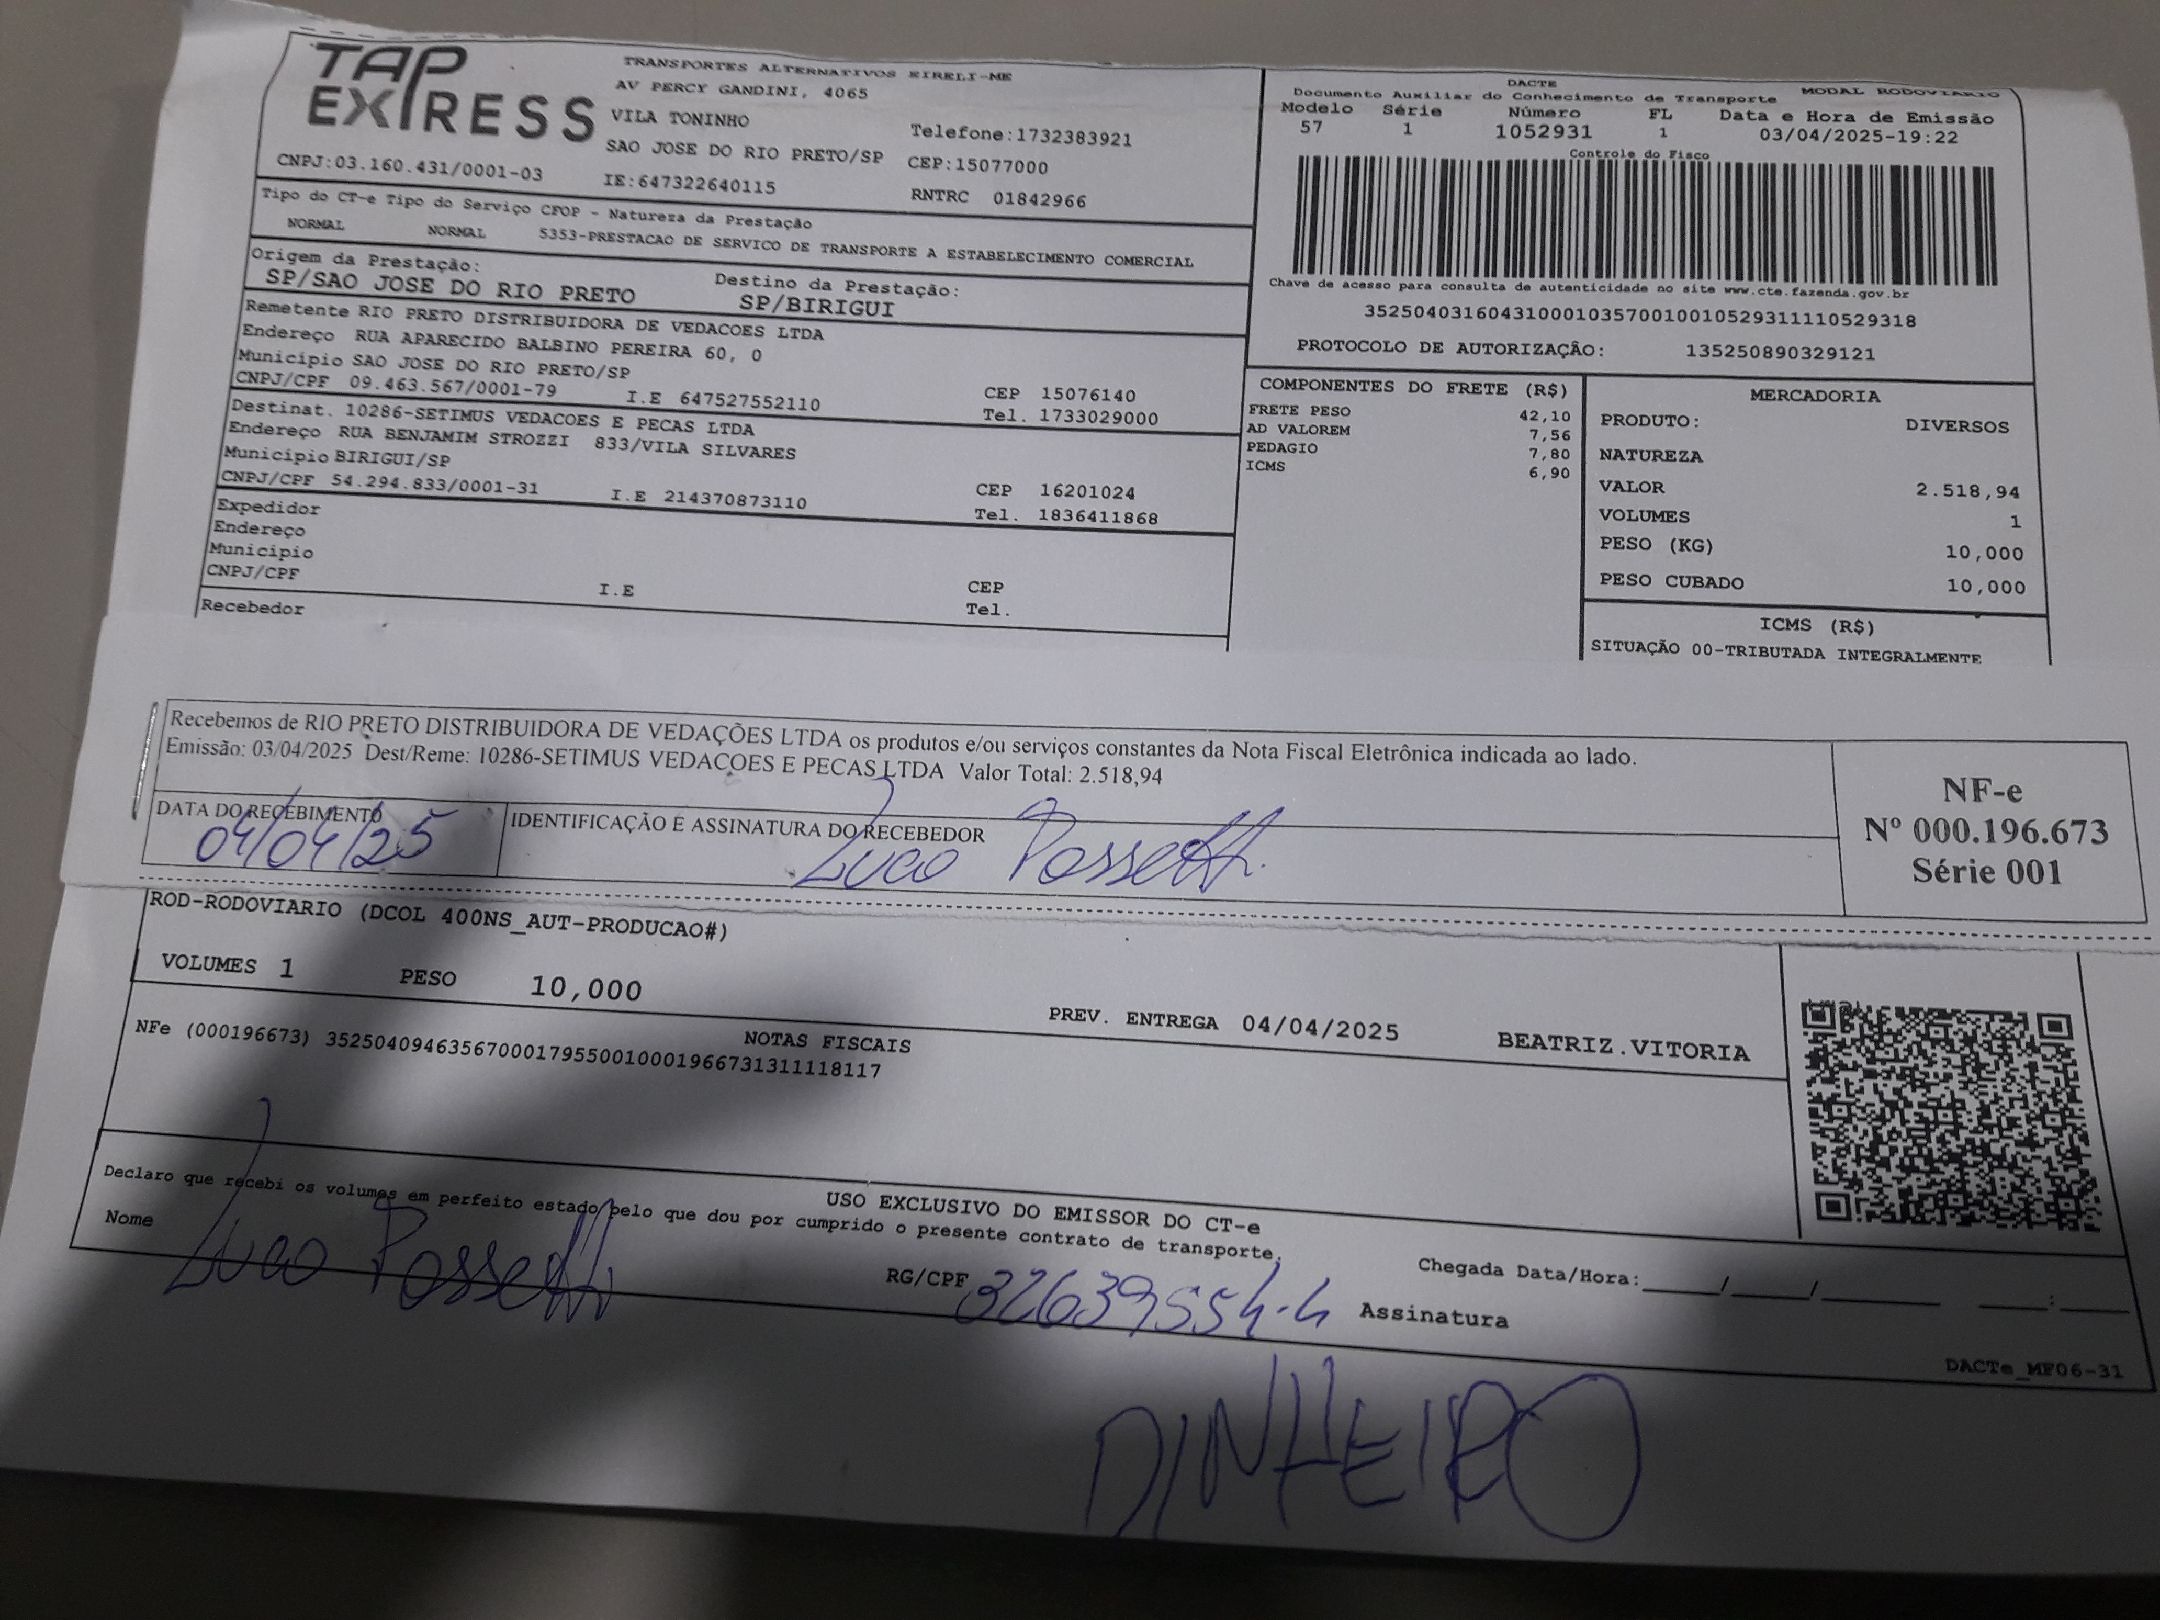 TAP EXPRESS
TRANSPORTES ALTERNATIVOS EIRELI-ME
AV PERCY GANDINI, 4065
VILA TONINHO
Telefone:1732383921
SAO JOSE DO RIO PRETO/SP CEP:15077000
CNPJ:03.160.431/0001-03 IE:647322640115 RNTRC 01842966
Tipo do CT-e Tipo do Serviço CFOP - Natureza da Prestação
NORMAL NORMAL 5353-PRESTACAO DE SERVICO DE TRANSPORTE A ESTABELECIMENTO COMERCIAL
Origem da Prestação: Destino da Prestação:
SP/SAO JOSE DO RIO PRETO SP/BIRIGUI
Remetente RIO PRETO DISTRIBUIDORA DE VEDACOES LTDA
Endereço RUA APARECIDO BALBINO PEREIRA 60, 0
Município SAO JOSE DO RIO PRETO/SP CEP 15076140
CNPJ/CPF 09.463.567/0001-79 I.E 647527552110 Tel. 1733029000
Destinat. 10286-SETIMUS VEDACOES E PECAS LTDA
Endereço RUA BENJAMIM STROZZI 833/VILA SILVARES
Município BIRIGUI/SP CEP 16201024
CNPJ/CPF 54.294.833/0001-31 I.E 214370873110 Tel. 1836411868
Expedidor
Endereço
Município CEP
CNPJ/CPF I.E Tel.
Recebedor
DACTE MODAL RODOVIARIO
Documento Auxiliar do Conhecimento de Transporte
Modelo Série Número FL Data e Hora de Emissão
57 1 1052931 1 03/04/2025-19:22
Controle do Fisco
Chave de acesso para consulta de autenticidade no site www.cte.fazenda.gov.br
35250403160431000103570010010529311110529318
PROTOCOLO DE AUTORIZAÇÂO: 135250890329121
COMPONENTES DO FRETE (R$)
FRETE PESO 42,10
AD VALOREM 7,56
PEDAGIO 7,80
ICMS 6,90
MERCADORIA
PRODUTO: DIVERSOS
NATUREZA
VALOR 2.518,94
VOLUMES 1
PESO (KG) 10,000
PESO CUBADO 10,000
ICMS (R$)
SITUAÇÃO 00-TRIBUTADA INTEGRALMENTE
Recebemos de RIO PRETO DISTRIBUIDORA DE VEDAÇÕES LTDA os produtos e/ou serviços constantes da Nota Fiscal Eletrônica indicada ao lado.
Emissão: 03/04/2025 Dest/Reme: 10286-SETIMUS VEDACOES E PECAS LTDA Valor Total: 2.518,94
DATA DO RECEBIMENTO IDENTIFICAÇÃO E ASSINATURA DO RECEBEDOR
04/04/25
NF-e
Nº 000.196.673
Série 001
ROD-RODOVIARIO (DCOL 400NS_AUT-PRODUCAO#)
VOLUMES 1 PESO 10,000 PREV. ENTREGA 04/04/2025 BEATRIZ.VITORIA
NOTAS FISCAIS
NFe (000196673) 35250409463567000179550010001966731311118117
USO EXCLUSIVO DO EMISSOR DO CT-e
Declaro que recebi os volumes em perfeito estado pelo que dou por cumprido o presente contrato de transporte.
Nome RG/CPF 32639554-4 Assinatura Chegada Data/Hora:____/____/______ ____:____
DACTe_MF06-31
DINHEIRO